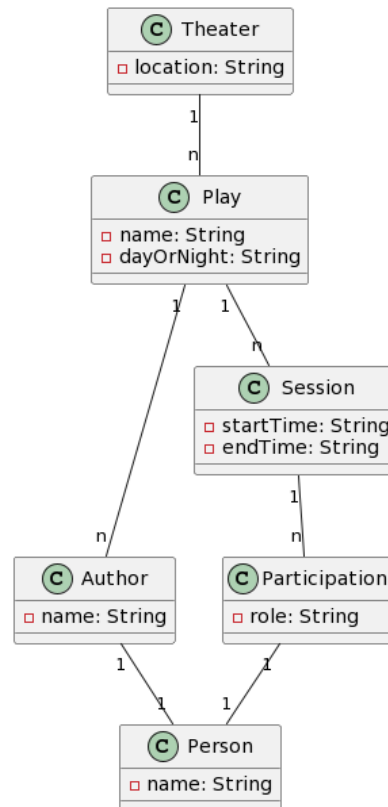 C Theater
location: String
1
n
C Play
name: String
dayOrNight: String
1 1
n
C Session
startTime: String
endTime: String
1
n n
C Author C Participation
name: String role: String
1 1
1 1
C Person
name: String